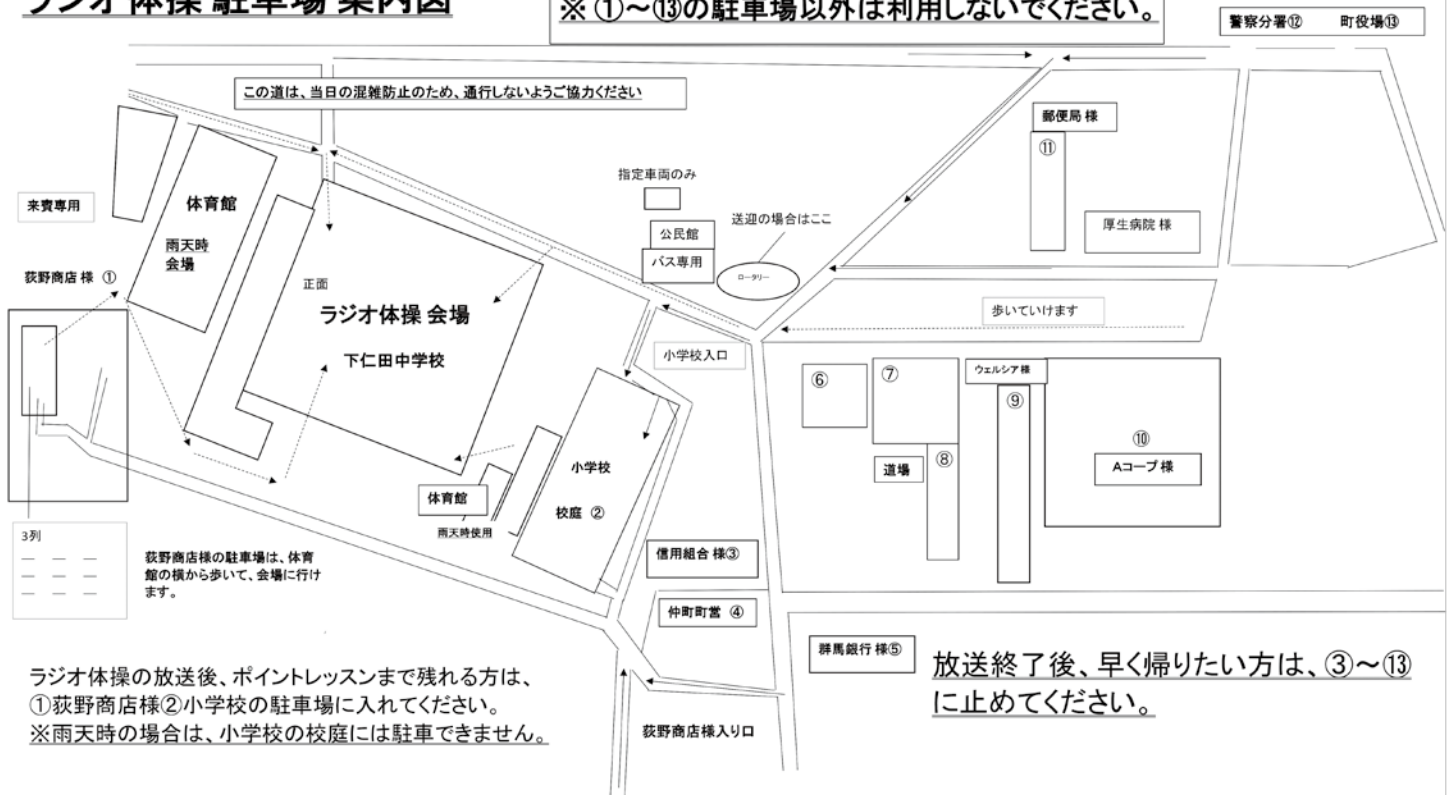 ラジオ体操 駐車場 案内図
※ ①～⑬の駐車場以外は利用しないでください。
警察分署⑫ 町役場⑬
この道は、当日の混雑防止のため、通行しないようご協力ください
郵便局 様
⑪
指定車両のみ
来賓専用
体育館
雨天時
会場
送迎の場合はここ
公民館
バス専用
ロータリー
厚生病院 様
荻野商店 様 ①
正面
ラジオ体操 会場
下仁田中学校
歩いていけます
小学校入口
⑥
⑦
ウェルシア 様
⑨
⑩
Aコープ 様
道場
⑧
小学校
校庭 ②
体育館
雨天時使用
3列
荻野商店様の駐車場は、体育
館の横から歩いて、会場に行け
ます。
信用組合 様③
仲町町営 ④
群馬銀行 様⑤
ラジオ体操の放送後、ポイントレッスンまで残れる方は、
①荻野商店様②小学校の駐車場に入れてください。
※雨天時の場合は、小学校の校庭には駐車できません。
放送終了後、早く帰りたい方は、③～⑬
に止めてください。
荻野商店様入り口